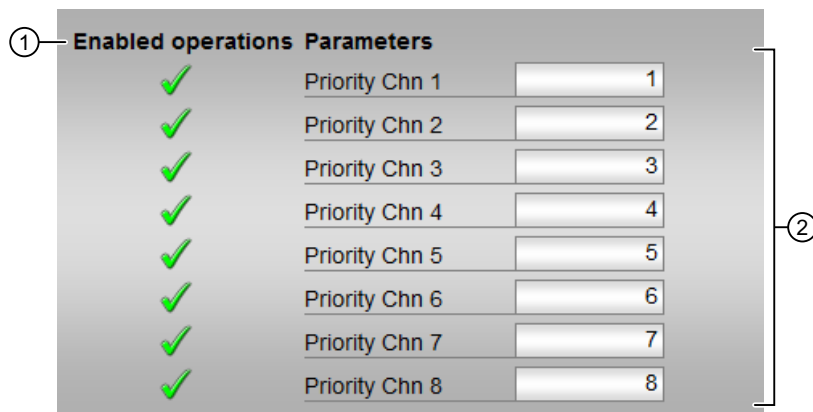 ① Enabled operations Parameters
Priority Chn 1 1
Priority Chn 2 2
Priority Chn 3 3
Priority Chn 4 4
②
Priority Chn 5 5
Priority Chn 6 6
Priority Chn 7 7
Priority Chn 8 8